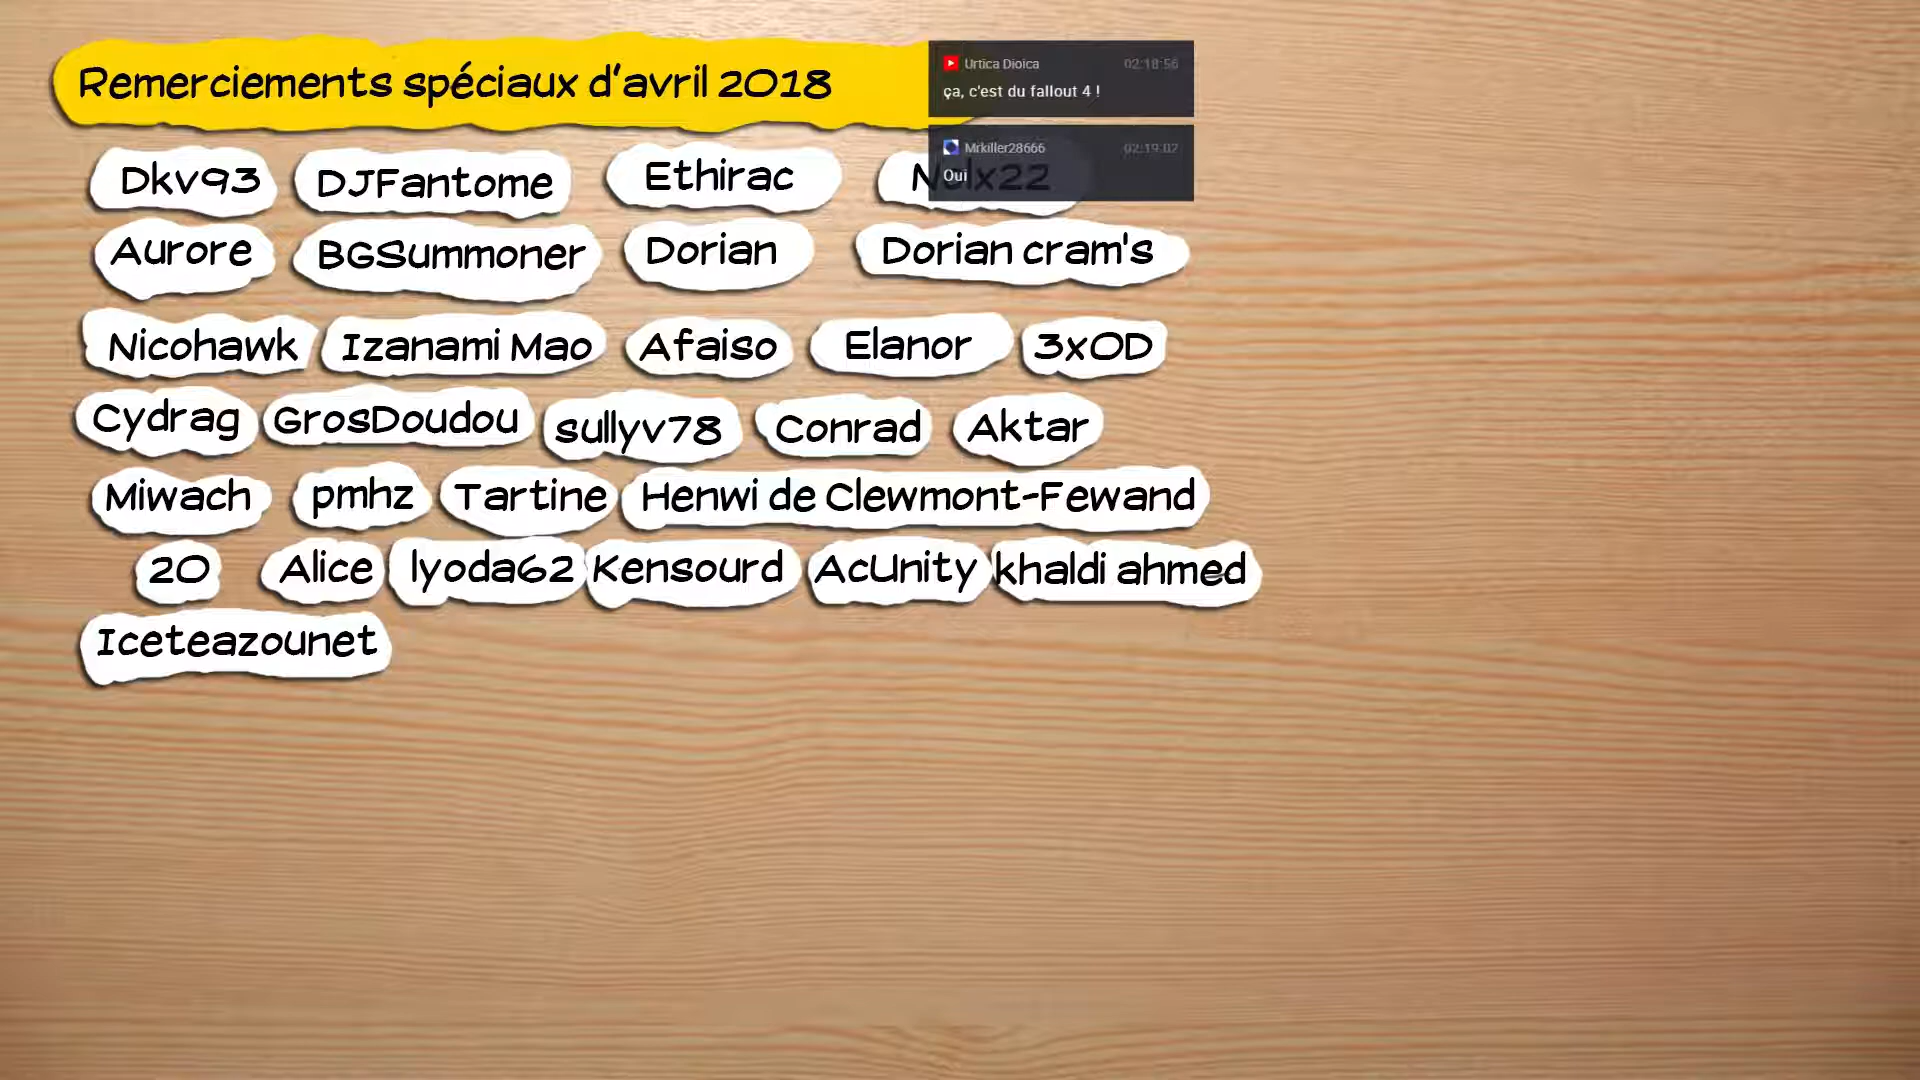 Remerciements spéciaux d'avril 2018
Urtica Dioica 02:18:56
ça, c'est du fallout 4 !
Mrkiller28666 02:19:02
Oui
Dkv93 DJFantome Ethirac
Aurore BGSummoner Dorian Dorian cram's
Nicohawk Izanami Mao Afaiso Elanor 3xOD
Cydrag GrosDoudou sullyv78 Conrad Aktar
Miwach pmhz Tartine Henwi de Clewmont-Fewand
20 Alice lyoda62 Kensourd AcUnity khaldi ahmed
Iceteazounet